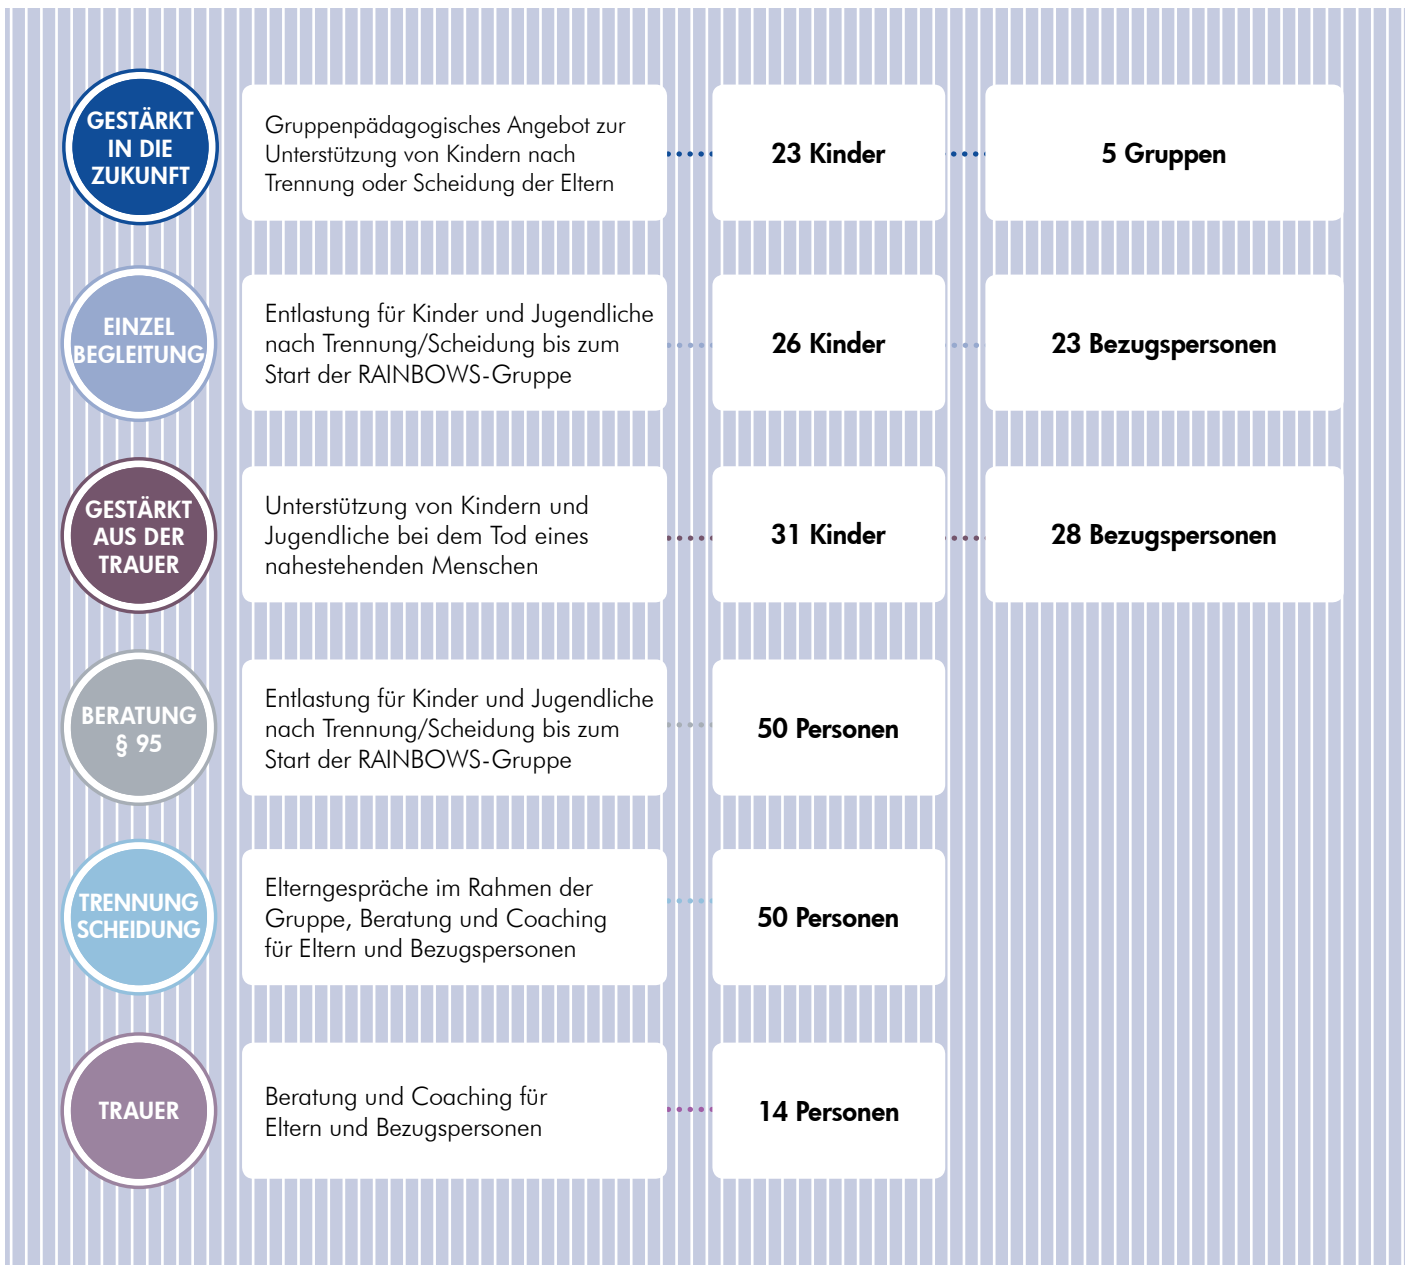 GESTÄRKT
IN DIE
ZUKUNFT
Gruppenpädagogisches Angebot zur
Unterstützung von Kindern nach
Trennung oder Scheidung der Eltern
23 Kinder
5 Gruppen
EINZEL
BEGLEITUNG
Entlastung für Kinder und Jugendliche
nach Trennung/Scheidung bis zum
Start der RAINBOWS-Gruppe
26 Kinder
23 Bezugspersonen
GESTÄRKT
AUS DER
TRAUER
Unterstützung von Kindern und
Jugendliche bei dem Tod eines
nahestehenden Menschen
31 Kinder
28 Bezugspersonen
BERATUNG
§ 95
Entlastung für Kinder und Jugendliche
nach Trennung/Scheidung bis zum
Start der RAINBOWS-Gruppe
50 Personen
TRENNUNG
SCHEIDUNG
Elterngespräche im Rahmen der
Gruppe, Beratung und Coaching
für Eltern und Bezugspersonen
50 Personen
TRAUER
Beratung und Coaching für
Eltern und Bezugspersonen
14 Personen